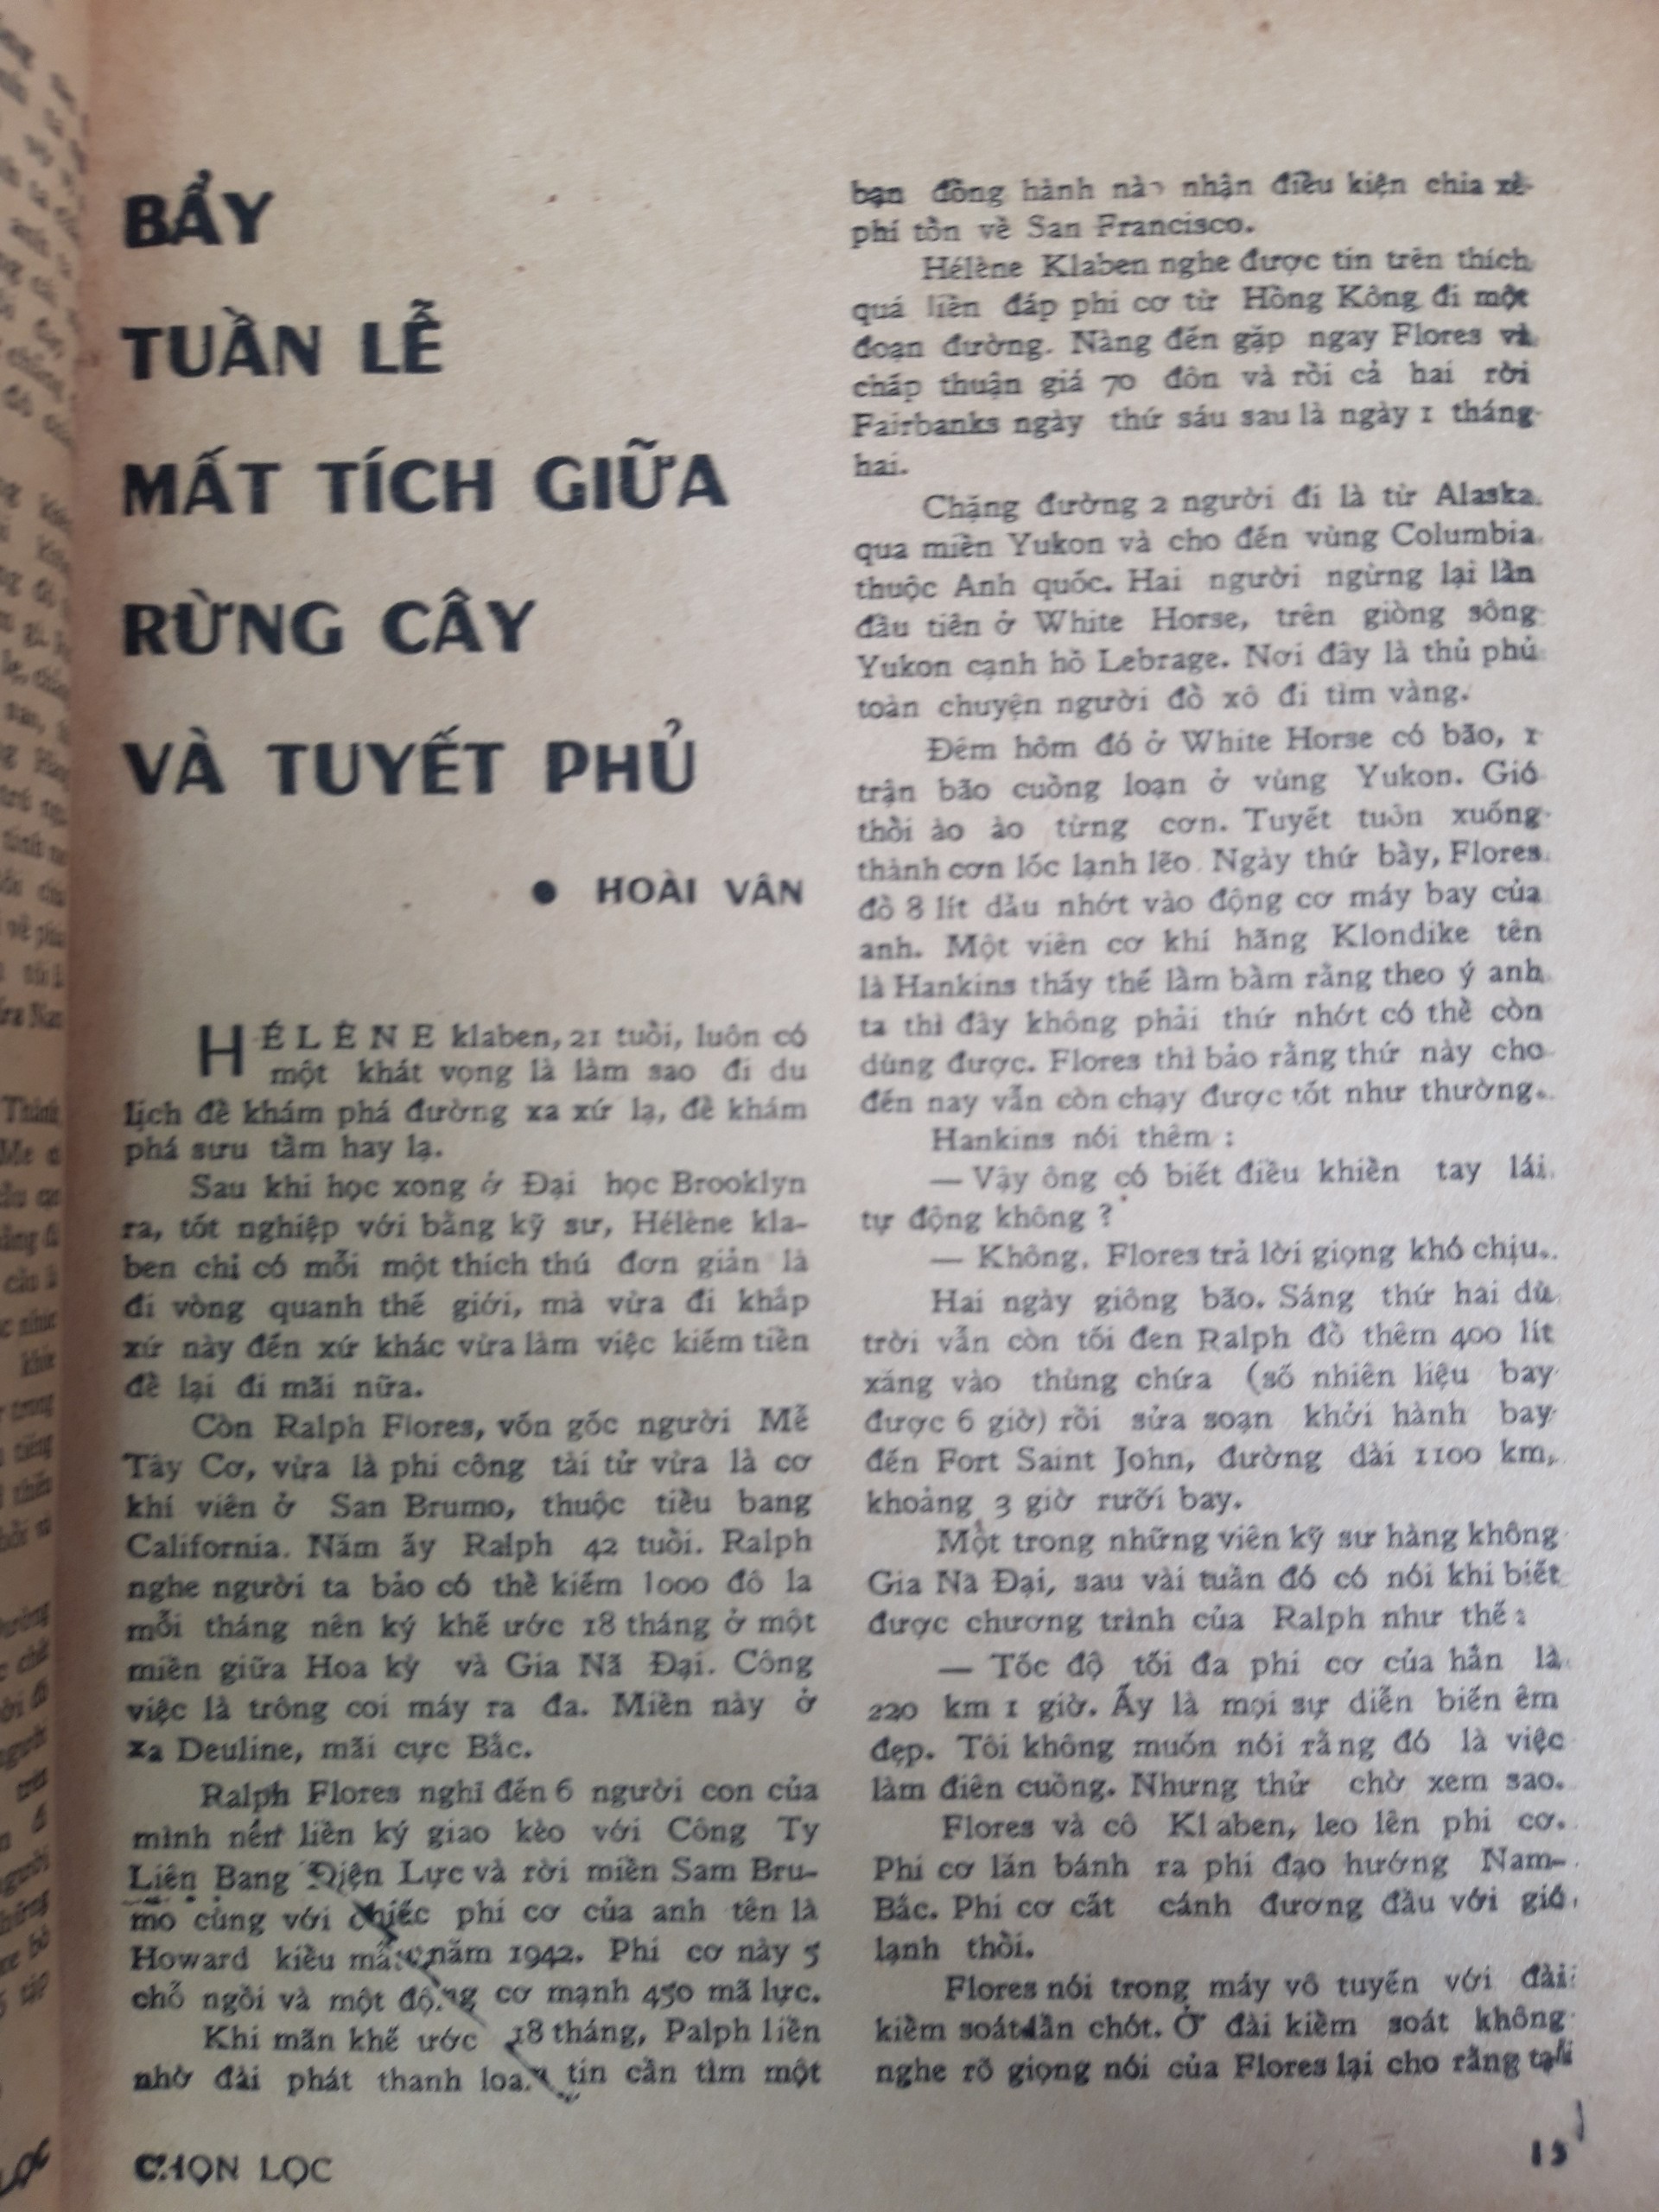 BẨY
TUẦN LỄ
MẤT TÍCH GIỮA
RỪNG CÂY
VÀ TUYẾT PHỦ
● HOÀI VÂN
HÉLÈNE klaben, 21 tuổi, luôn có
một khát vọng là làm sao đi du
lịch để khám phá đường xa xứ lạ, để khám
phá sưu tầm hay lạ.
Sau khi học xong ở Đại học Brooklyn
ra, tốt nghiệp với bằng kỹ sư, Hélène kla-
ben chỉ có mỗi một thích thú đơn giản là
đi vòng quanh thế giới, mà vừa đi khắp
xứ này đến xứ khác vừa làm việc kiếm tiền
để lại đi mãi nữa.
Còn Ralph Flores, vốn gốc người Mễ
Tây Cơ, vừa là phi công tài tử vừa là cơ
khí viên ở San Brumo, thuộc tiểu bang
California. Năm ấy Ralph 42 tuổi. Ralph
nghe người ta bảo có thể kiếm 1000 đô la
mỗi tháng nên ký khế ước 18 tháng ở một
miền giữa Hoa kỳ và Gia Nã Đại. Công
việc là trông coi máy ra đa. Miền này ở
xa Deuline, mãi cực Bắc.
Ralph Flores nghĩ đến 6 người con của
mình nên liền ký giao kèo với Công Ty
Liên Bang Điện Lực và rời miền Sam Bru-
mo cùng với chiếc phi cơ của anh tên là
Howard kiểu mẫu năm 1942. Phi cơ này 5
chỗ ngồi và một động cơ mạnh 450 mã lực.
Khi mãn khế ước 18 tháng, Palph liền
nhờ đài phát thanh loan tin cần tìm một
bạn đồng hành nào nhận điều kiện chia xẻ
phí tổn về San Francisco.
Hélène Klaben nghe được tin trên thích
quá liền đáp phi cơ từ Hồng Kông đi một
đoạn đường. Nàng đến gặp ngay Flores và
chấp thuận giá 70 đôn và rồi cả hai rời
Fairbanks ngày thứ sáu sau là ngày 1 tháng
hai.
Chặng đường 2 người đi là từ Alaska
qua miền Yukon và cho đến vùng Columbia
thuộc Anh quốc. Hai người ngừng lại lần
đầu tiên ở White Horse, trên giòng sông
Yukon cạnh hồ Lebrage. Nơi đây là thủ phủ
toàn chuyện người đổ xô đi tìm vàng.
Đêm hôm đó ở White Horse có bão, 1
trận bão cuồng loạn ở vùng Yukon. Gió
thổi ào ào từng cơn. Tuyết tuôn xuống
thành cơn lốc lạnh lẽo. Ngày thứ bảy, Flores
đổ 8 lít dầu nhớt vào động cơ máy bay của
anh. Một viên cơ khí hãng Klondike tên
là Hankins thấy thế lầm bầm rằng theo ý anh
ta thì đây không phải thứ nhớt có thể còn
dùng được. Flores thì bảo rằng thứ này cho
đến nay vẫn còn chạy được tốt như thường.
Hankins nói thêm :
— Vậy ông có biết điều khiển tay lái
tự động không ?
— Không, Flores trả lời giọng khó chịu.
Hai ngày giông bão. Sáng thứ hai dù
trời vẫn còn tối đen Ralph đổ thêm 400 lít
xăng vào thùng chứa (số nhiên liệu bay
được 6 giờ) rồi sửa soạn khởi hành bay
đến Fort Saint John, đường dài 1100 km,
khoảng 3 giờ rưỡi bay.
Một trong những viên kỹ sư hàng không
Gia Nã Đại, sau vài tuần đó có nói khi biết
được chương trình của Ralph như thế :
— Tốc độ tối đa phi cơ của hắn là
220 km 1 giờ. Ấy là mọi sự diễn biến êm
đẹp. Tôi không muốn nói rằng đó là việc
làm điên cuồng. Nhưng thử chờ xem sao.
Flores và cô Klaben, leo lên phi cơ.
Phi cơ lăn bánh ra phi đạo hướng Nam-
Bắc. Phi cơ cất cánh đương đầu với gió
lạnh thổi.
Flores nói trong máy vô tuyến với đài
kiểm soát lần chót. Ở đài kiểm soát không
nghe rõ giọng nói của Flores lại cho rằng tại
CHỌN LỌC
15